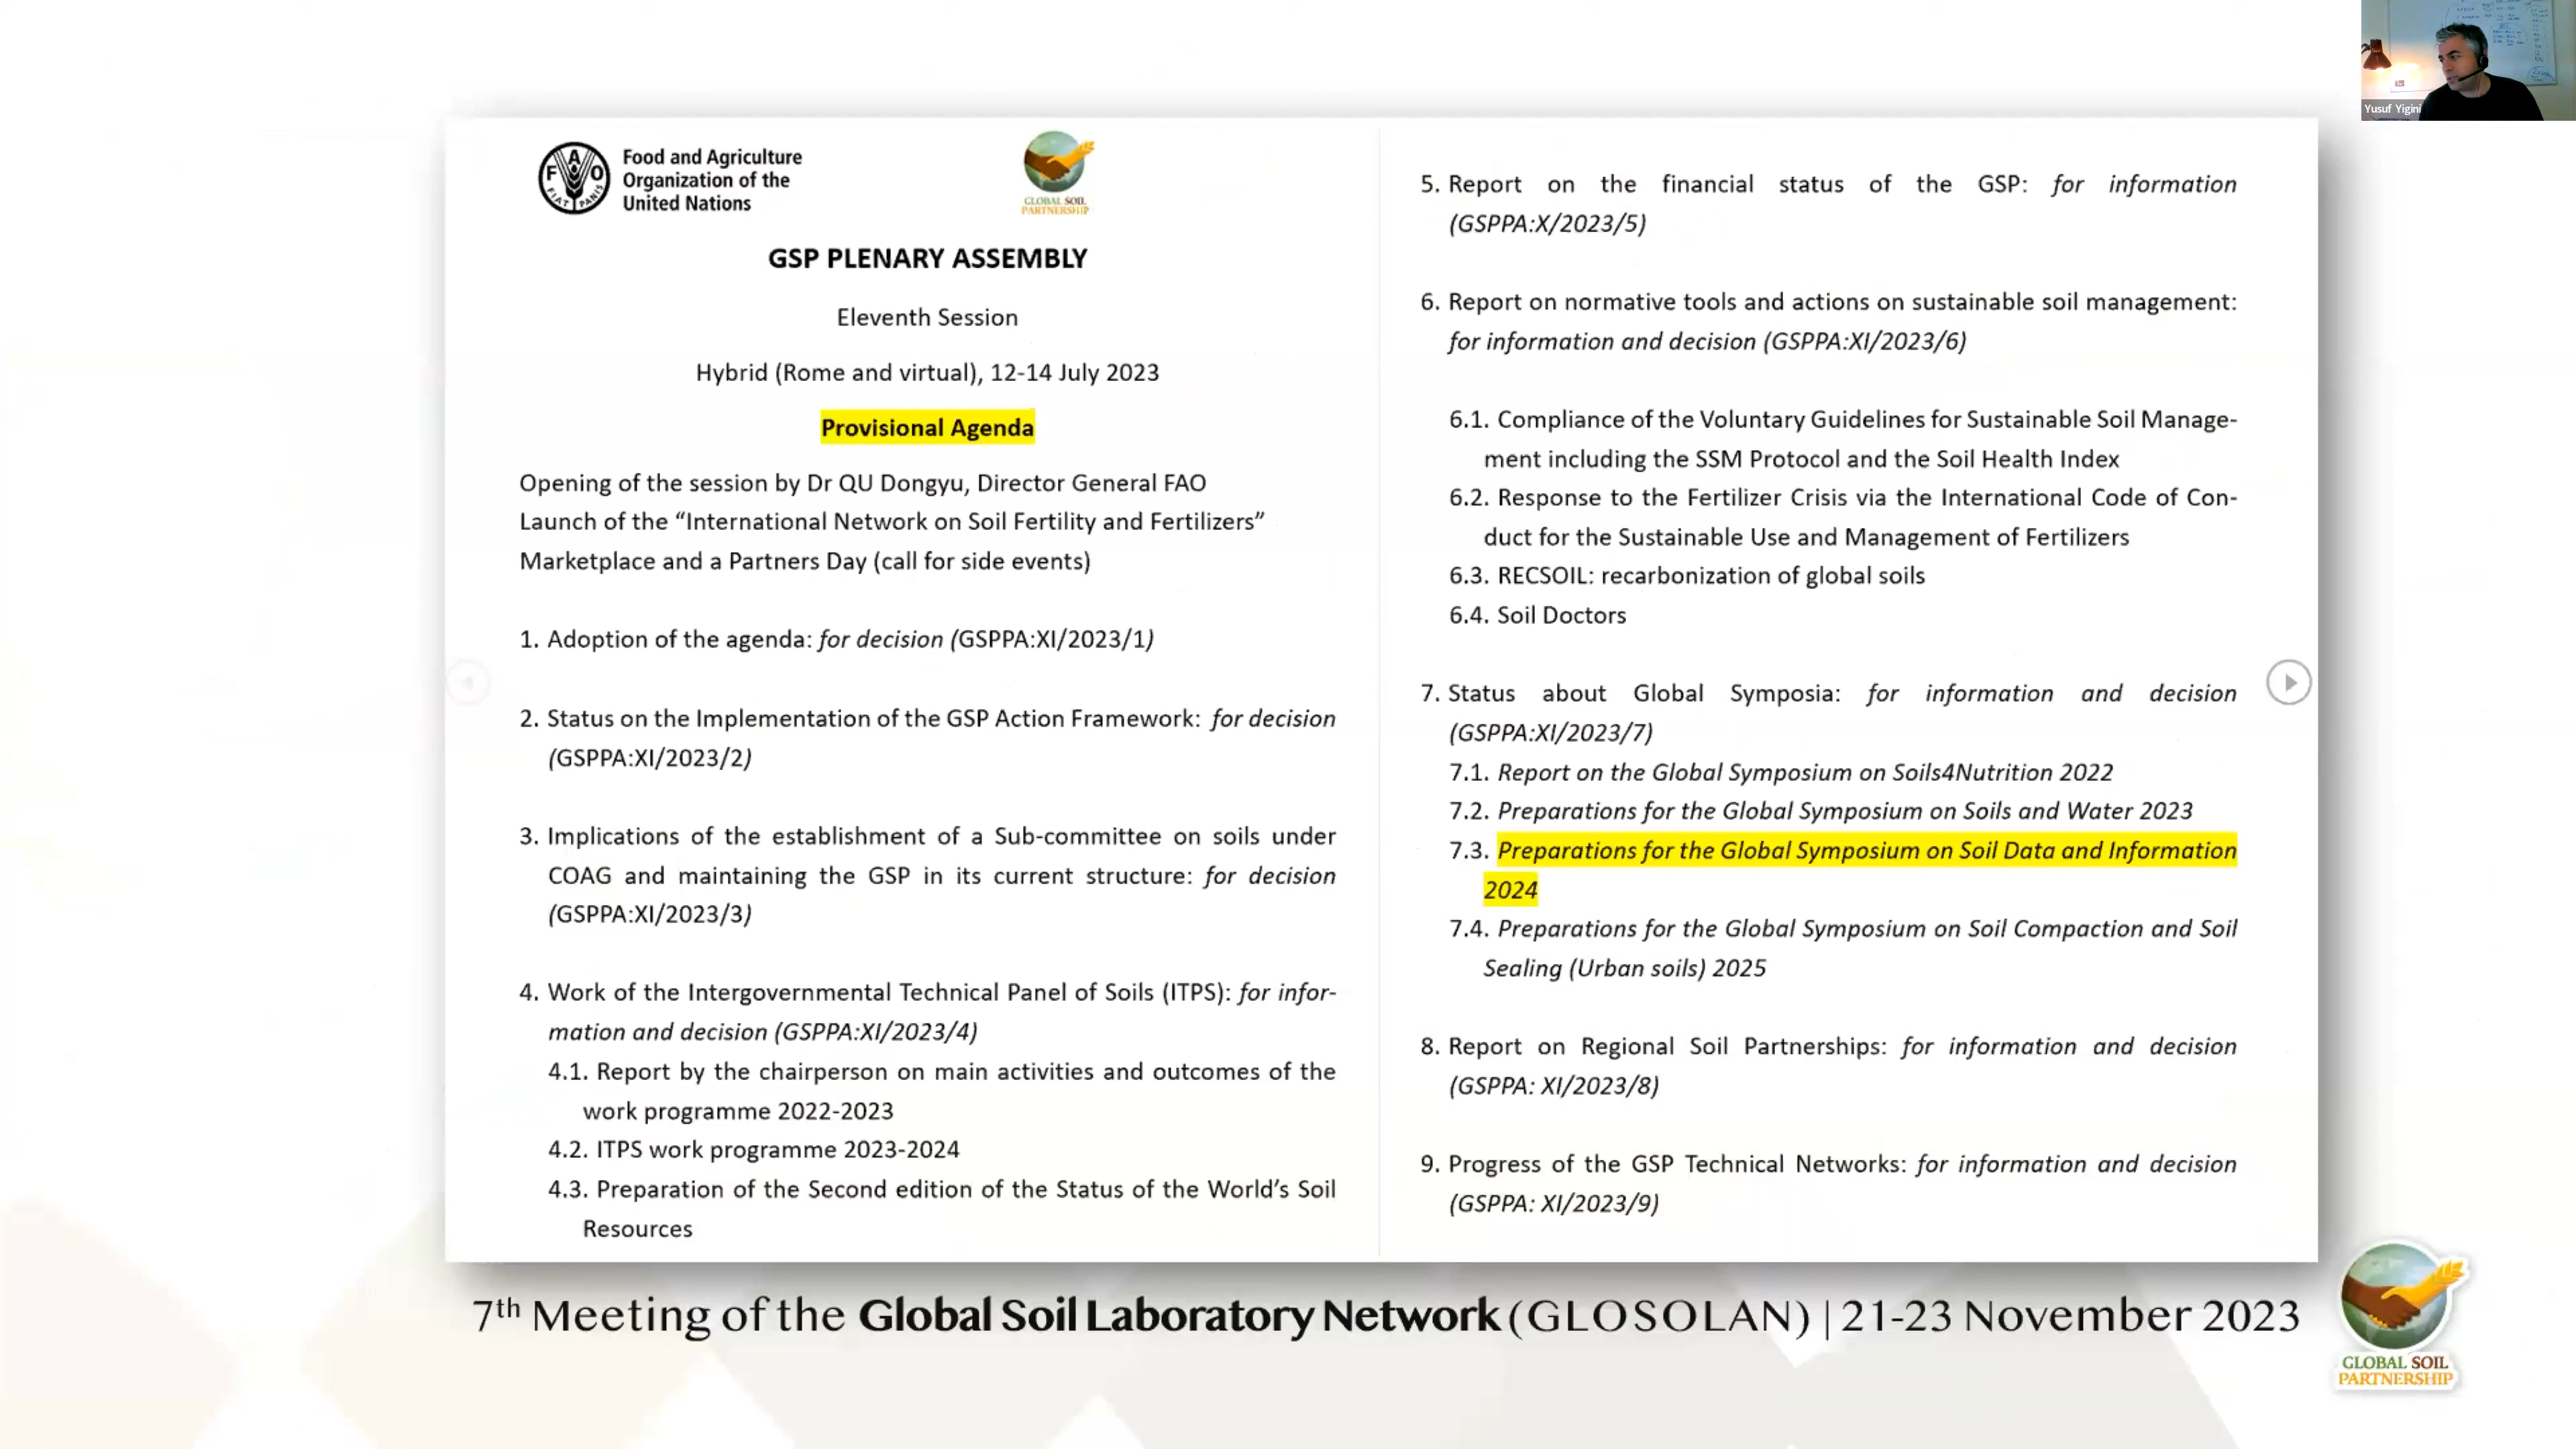 Yusuf Yigini
FAO
FIAT PANIS
Food and Agriculture
Organization of the
United Nations
GLOBAL SOIL
PARTNERSHIP
GSP PLENARY ASSEMBLY
Eleventh Session
Hybrid (Rome and virtual), 12-14 July 2023
Provisional Agenda
Opening of the session by Dr QU Dongyu, Director General FAO
Launch of the “International Network on Soil Fertility and Fertilizers”
Marketplace and a Partners Day (call for side events)
1. Adoption of the agenda: for decision (GSPPA:XI/2023/1)
2. Status on the Implementation of the GSP Action Framework: for decision
(GSPPA:XI/2023/2)
3. Implications of the establishment of a Sub-committee on soils under
COAG and maintaining the GSP in its current structure: for decision
(GSPPA:XI/2023/3)
4. Work of the Intergovernmental Technical Panel of Soils (ITPS): for infor-
mation and decision (GSPPA:XI/2023/4)
4.1. Report by the chairperson on main activities and outcomes of the
work programme 2022-2023
4.2. ITPS work programme 2023-2024
4.3. Preparation of the Second edition of the Status of the World’s Soil
Resources
5. Report on the financial status of the GSP: for information
(GSPPA:X/2023/5)
6. Report on normative tools and actions on sustainable soil management:
for information and decision (GSPPA:XI/2023/6)
6.1. Compliance of the Voluntary Guidelines for Sustainable Soil Manage-
ment including the SSM Protocol and the Soil Health Index
6.2. Response to the Fertilizer Crisis via the International Code of Con-
duct for the Sustainable Use and Management of Fertilizers
6.3. RECSOIL: recarbonization of global soils
6.4. Soil Doctors
7. Status about Global Symposia: for information and decision
(GSPPA:XI/2023/7)
7.1. Report on the Global Symposium on Soils4Nutrition 2022
7.2. Preparations for the Global Symposium on Soils and Water 2023
7.3. Preparations for the Global Symposium on Soil Data and Information
2024
7.4. Preparations for the Global Symposium on Soil Compaction and Soil
Sealing (Urban soils) 2025
8. Report on Regional Soil Partnerships: for information and decision
(GSPPA: XI/2023/8)
9. Progress of the GSP Technical Networks: for information and decision
(GSPPA: XI/2023/9)
7th Meeting of the Global Soil Laboratory Network (GLOSOLAN) | 21-23 November 2023
GLOBAL SOIL
PARTNERSHIP